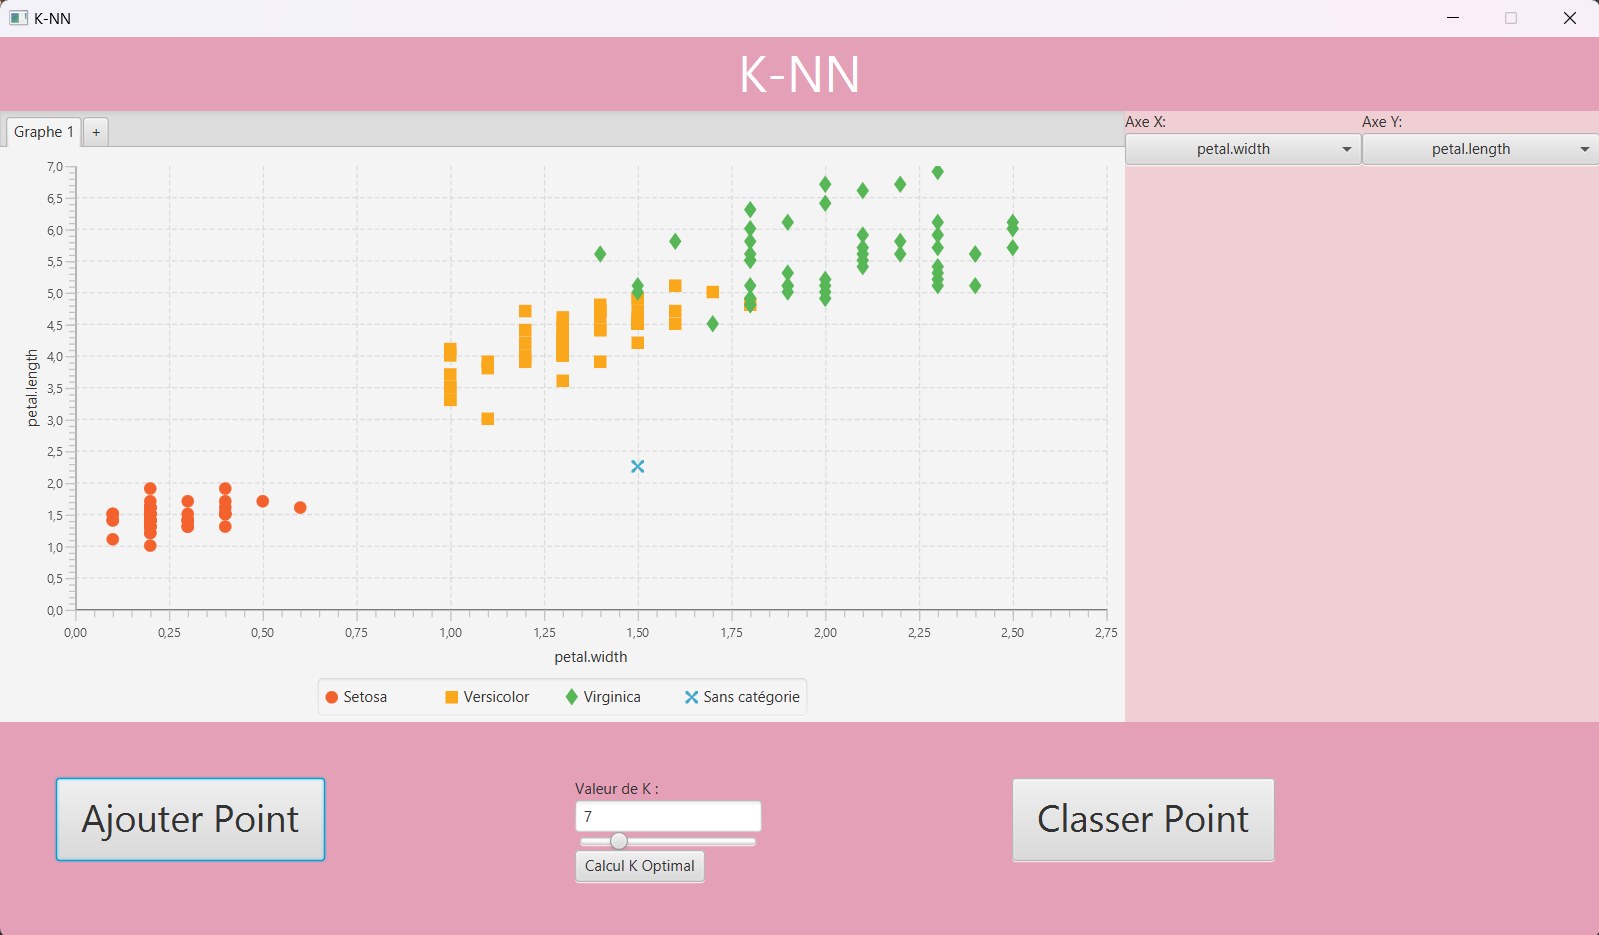 K-NN
K-NN
Graphe 1 +
Axe X: Axe Y:
petal.width petal.length
7,0
6,5
6,0
5,5
5,0
4,5
4,0
3,5
3,0
2,5
2,0
1,5
1,0
0,5
0,0
petal.length
0,00 0,25 0,50 0,75 1,00 1,25 1,50 1,75 2,00 2,25 2,50 2,75
petal.width
Setosa Versicolor Virginica Sans catégorie
Ajouter Point
Valeur de K :
7
Calcul K Optimal
Classer Point